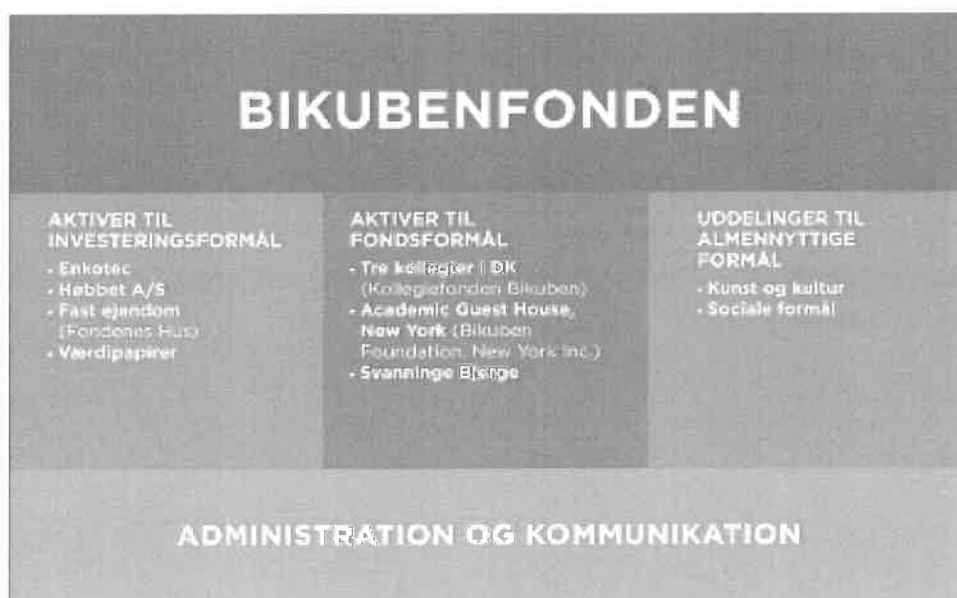 BIKUBENFONDEN
AKTIVER TIL
INVESTERINGSFORMÅL
• Enkotec
• Høbbet A/S
• Fast ejendom
(Fondenes Hus)
• Værdipapirer
AKTIVER TIL
FONDSFORMÅL
• Tre kollegier i DK
(Kollegiefonden Bikuben)
• Academic Guest House,
New York (Bikuben
Foundation, New York Inc.)
• Svanninge Bjerge
UDDELINGER TIL
ALMENNYTTIGE
FORMÅL
• Kunst og kultur
• Sociale formål
ADMINISTRATION OG KOMMUNIKATION